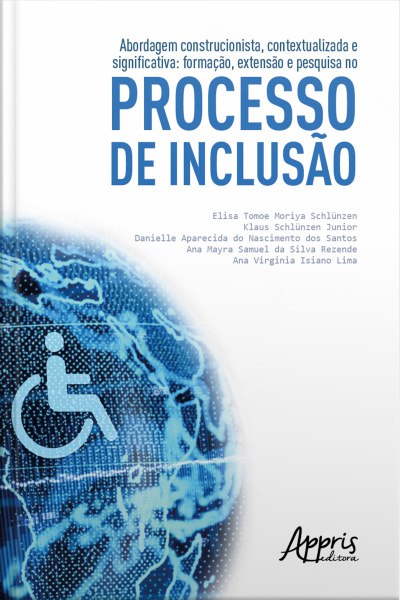 Abordagem construcionista, contextualizada e
significativa: formação, extensão e pesquisa no
PROCESSO
DE INCLUSÃO
Elisa Tomoe Moriya Schlünzen
Klaus Schlünzen Junior
Danielle Aparecida do Nascimento dos Santos
Ana Mayra Samuel da Silva Rezende
Ana Virginia Isiano Lima
Appris
editora